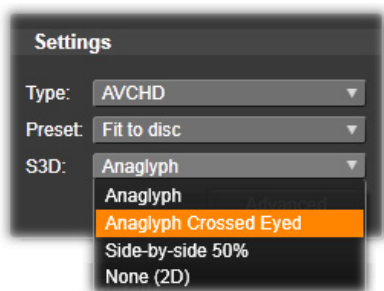 Settings
Type: AVCHD
Preset: Fit to disc
S3D: Anaglyph
Anaglyph
Advanced
Anaglyph Crossed Eyed
Side-by-side 50%
None (2D)